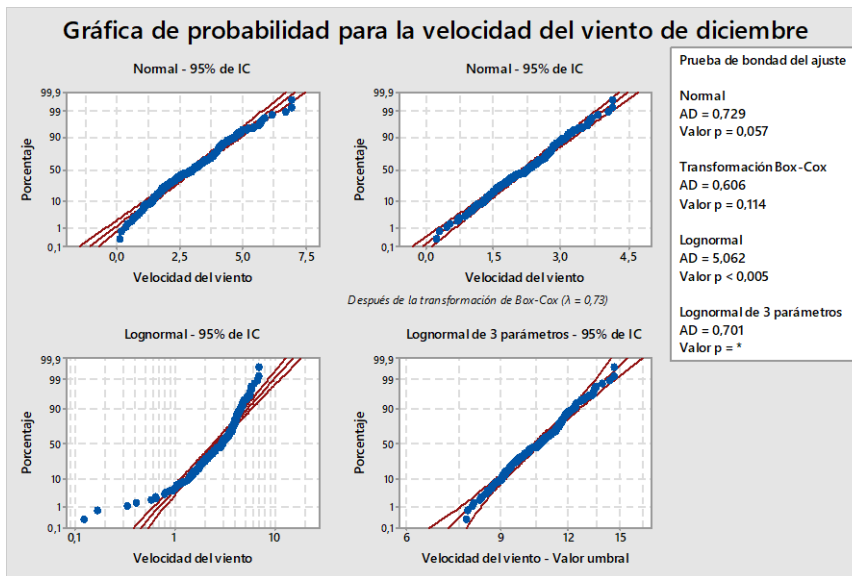 Gráfica de probabilidad para la velocidad del viento de diciembre
Normal - 95% de IC
99,9
99
90
50
10
1
0,1
Porcentaje
0,0 2,5 5,0 7,5
Velocidad del viento
Normal - 95% de IC
99,9
99
90
50
10
1
0,1
Porcentaje
0,0 1,5 3,0 4,5
Velocidad del viento
Después de la transformación de Box-Cox (λ = 0,73)
Lognormal - 95% de IC
99,9
99
90
50
10
1
0,1
Porcentaje
0,1 1 10
Velocidad del viento
Lognormal de 3 parámetros - 95% de IC
99,9
99
90
50
10
1
0,1
Porcentaje
6 9 12 15
Velocidad del viento - Valor umbral
Prueba de bondad del ajuste
Normal
AD = 0,729
Valor p = 0,057
Transformación Box-Cox
AD = 0,606
Valor p = 0,114
Lognormal
AD = 5,062
Valor p < 0,005
Lognormal de 3 parámetros
AD = 0,701
Valor p = *